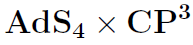 AdS₄ × CP³